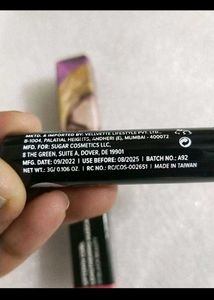 MKTD. & IMPORTED BY: VELLVETTE LIFESTYLE PVT. LTD.,
B-1004, PALATIAL HEIGHTS, ANDHERI (E), MUMBAI - 400072
MFD. FOR: SUGAR COSMETICS LLC.
8 THE GREEN, SUITE A, DOVER, DE 19901
MFG. DATE: 09/2022 | USE BEFORE: 08/2025 | BATCH NO.: A92
NET WT.: 3G/ 0.106 OZ. | RC NO.: RC/COS-002651 | MADE IN TAIWAN